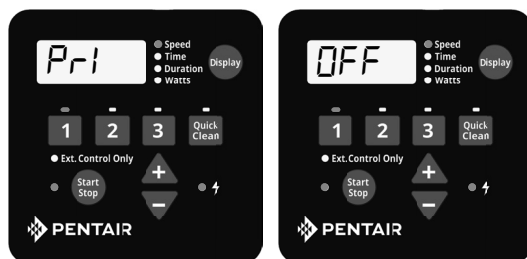 Pri
Speed
Time
Duration
Watts
Display
1
2
3
Quick
Clean
Ext. Control Only
Start
Stop
+
−
PENTAIR
OFF
Speed
Time
Duration
Watts
Display
1
2
3
Quick
Clean
Ext. Control Only
Start
Stop
+
−
PENTAIR